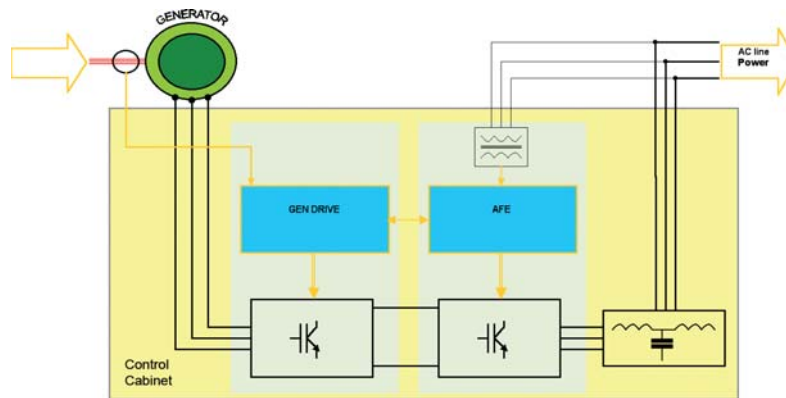 GENERATOR
AC line
Power
GEN DRIVE
AFE
Control
Cabinet